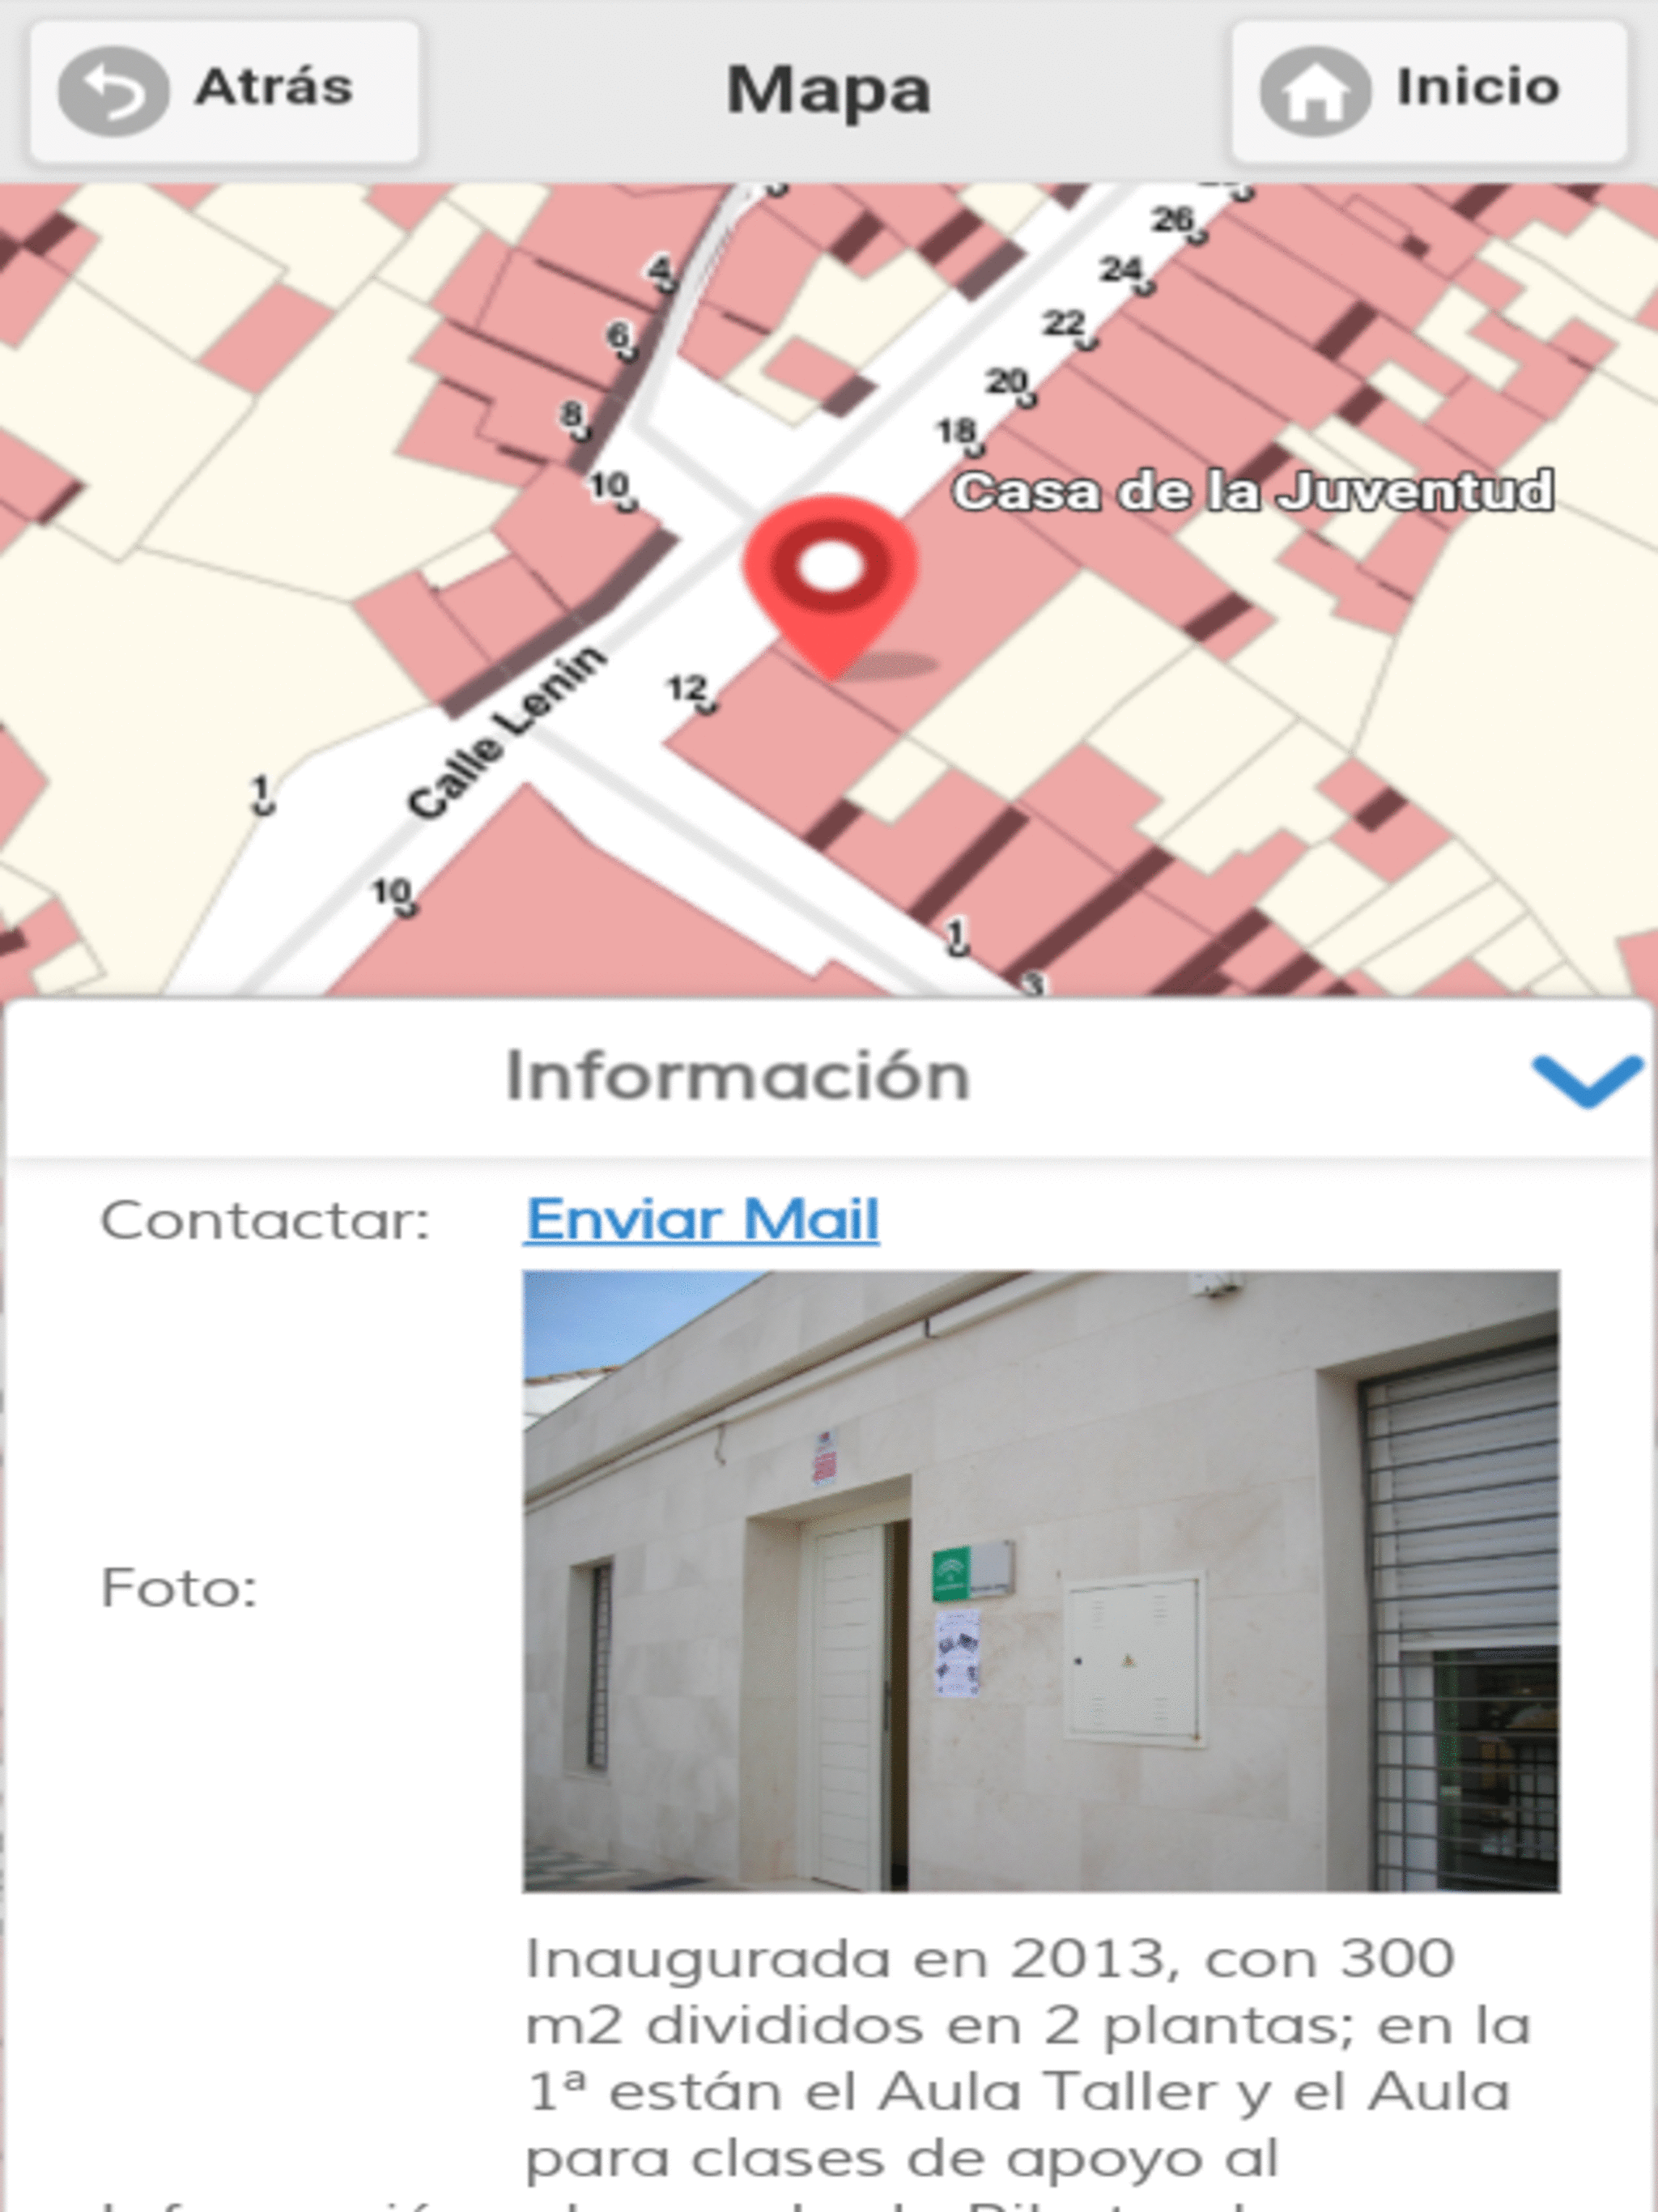 Atrás
Mapa
Inicio
26
24
4
22
6
20
8
18
10
Casa de la Juventud
12
Calle Lenin
1
10
1
3
Información
Contactar:
Enviar Mail
Foto:
Inaugurada en 2013, con 300
m2 divididos en 2 plantas; en la
1ª están el Aula Taller y el Aula
para clases de apoyo al